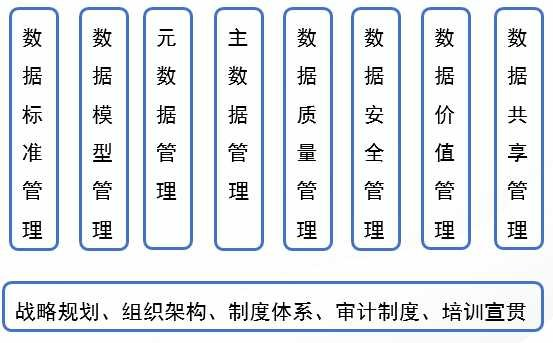 数据标准管理
数据模型管理
元数据管理
主数据管理
数据质量管理
数据安全管理
数据价值管理
数据共享管理
战略规划、组织架构、制度体系、审计制度、培训宣贯